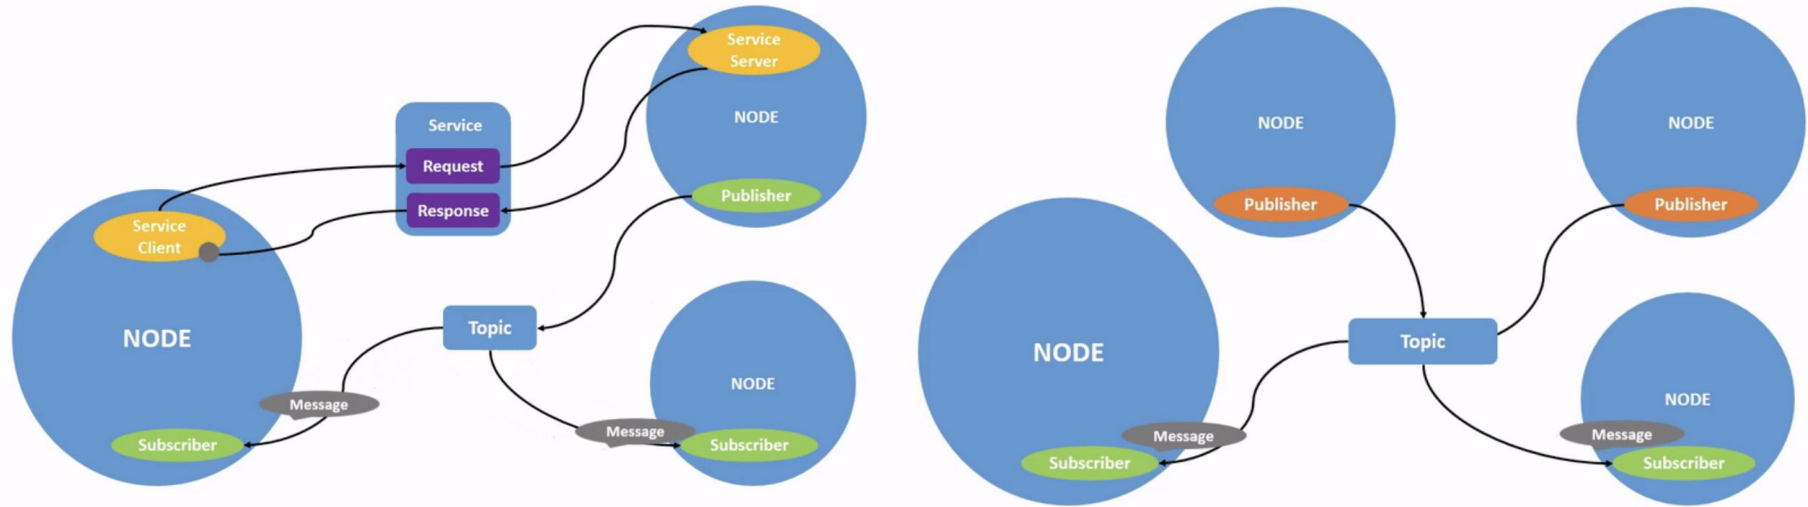 Service
Server
NODE
Service
Request
Response
Publisher
Service
Client
NODE
Topic
NODE
Message
Message
Subscriber
Subscriber
NODE
NODE
Publisher
Publisher
NODE
Topic
NODE
Message
Message
Subscriber
Subscriber